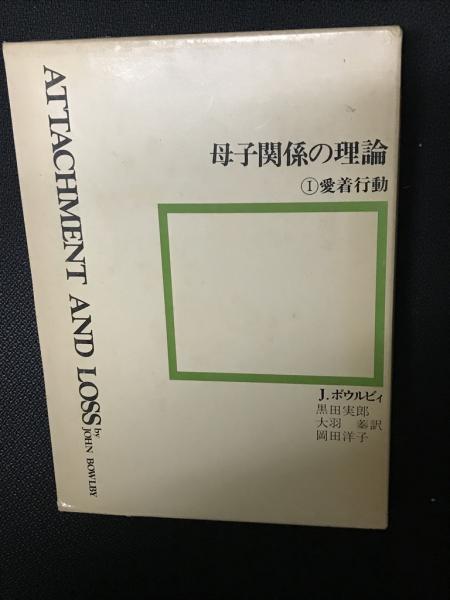 ATTACHMENT AND LOSS by JOHN BOWLBY
母子関係の理論
Ⅰ愛着行動
J.ボウルビィ
黒田実郎
大羽 蓁訳
岡田洋子